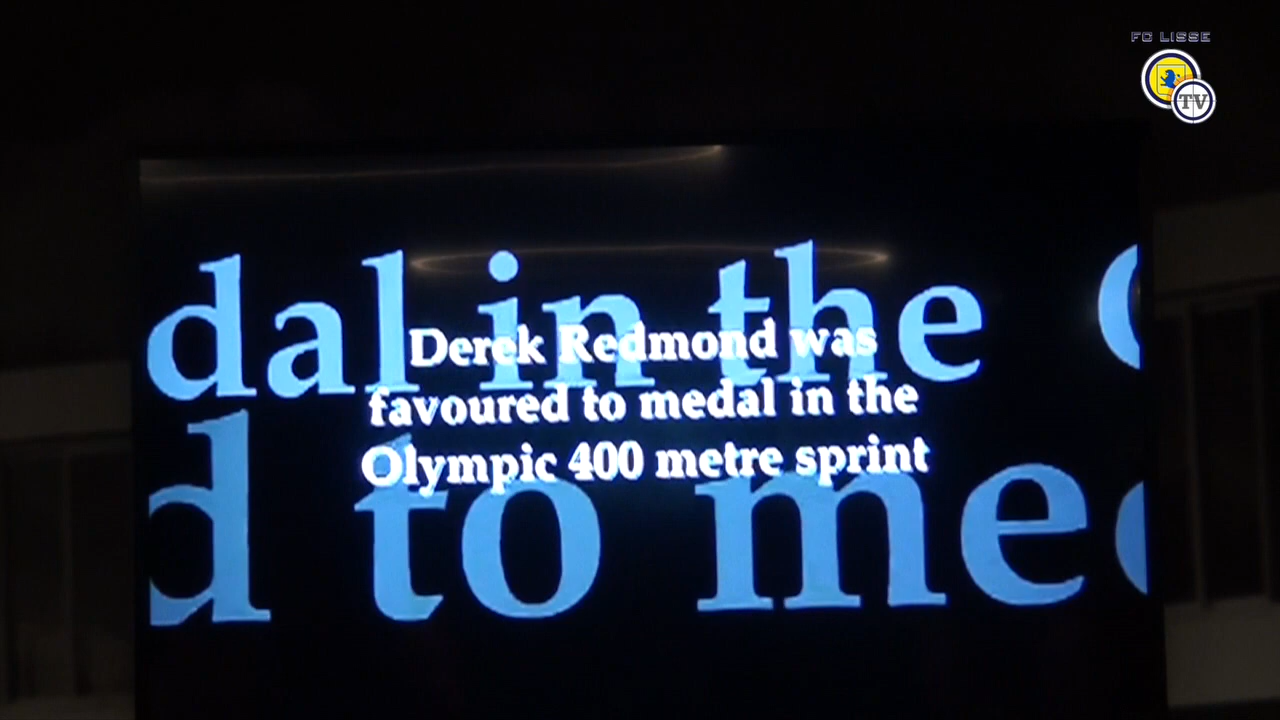 FC LISSE
TV
dal in the
Derek Redmond was
favoured to medal in the
Olympic 400 metre sprint
d to me